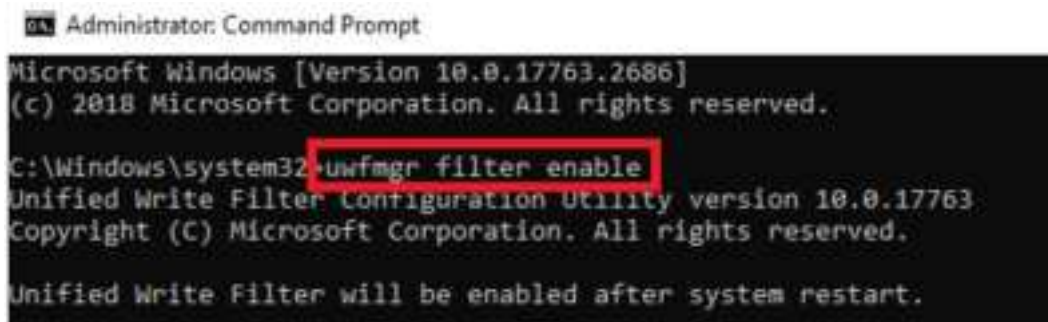 Administrator: Command Prompt
Microsoft Windows [Version 10.0.17763.2686]
(c) 2018 Microsoft Corporation. All rights reserved.
C:\Windows\system32>uwfmgr filter enable
Unified Write Filter Configuration Utility version 10.0.17763
Copyright (C) Microsoft Corporation. All rights reserved.
Unified Write Filter will be enabled after system restart.